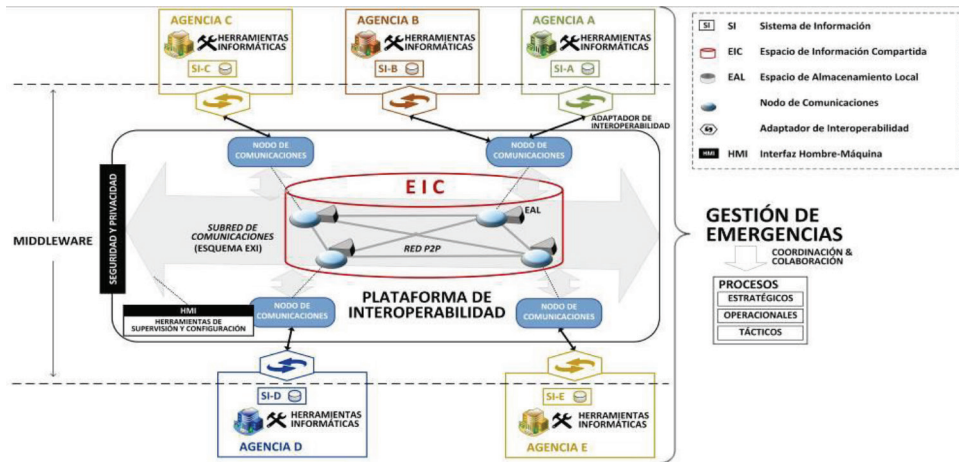 AGENCIA C
HERRAMIENTAS
INFORMÁTICAS
SI-C
AGENCIA B
HERRAMIENTAS
INFORMÁTICAS
SI-B
AGENCIA A
HERRAMIENTAS
INFORMÁTICAS
SI-A
ADAPTADOR DE
INTEROPERABILIDAD
NODO DE
COMUNICACIONES
NODO DE
COMUNICACIONES
MIDDLEWARE
SEGURIDAD Y PRIVACIDAD
EIC
EAL
SUBRED DE
COMUNICACIONES
(ESQUEMA EXI)
RED P2P
PLATAFORMA DE
INTEROPERABILIDAD
HMI
HERRAMIENTAS DE
SUPERVISIÓN Y CONFIGURACIÓN
NODO DE
COMUNICACIONES
NODO DE
COMUNICACIONES
SI-D
HERRAMIENTAS
INFORMÁTICAS
AGENCIA D
SI-E
HERRAMIENTAS
INFORMÁTICAS
AGENCIA E
SI SI Sistema de Información
EIC Espacio de Información Compartida
EAL Espacio de Almacenamiento Local
Nodo de Comunicaciones
Adaptador de Interoperabilidad
HMI HMI Interfaz Hombre-Máquina
GESTIÓN DE
EMERGENCIAS
COORDINACIÓN &
COLABORACIÓN
PROCESOS
ESTRATÉGICOS
OPERACIONALES
TÁCTICOS